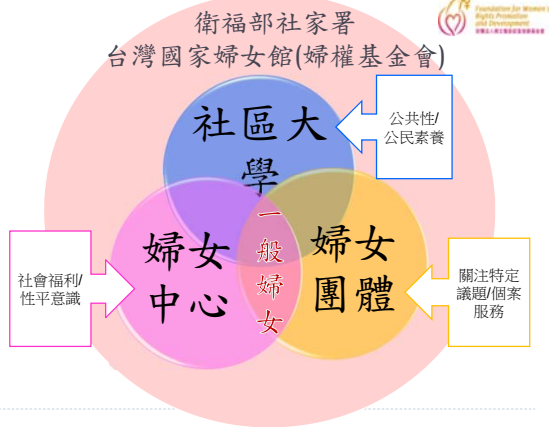 Foundation for Women's
Rights Promotion
and Development
衛福部社家署
台灣國家婦女館(婦權基金會)
社區大
學
公共性/
公民素養
一
般
婦
女
婦女
中心
婦女
團體
社會福利/
性平意識
關注特定
議題/個案
服務